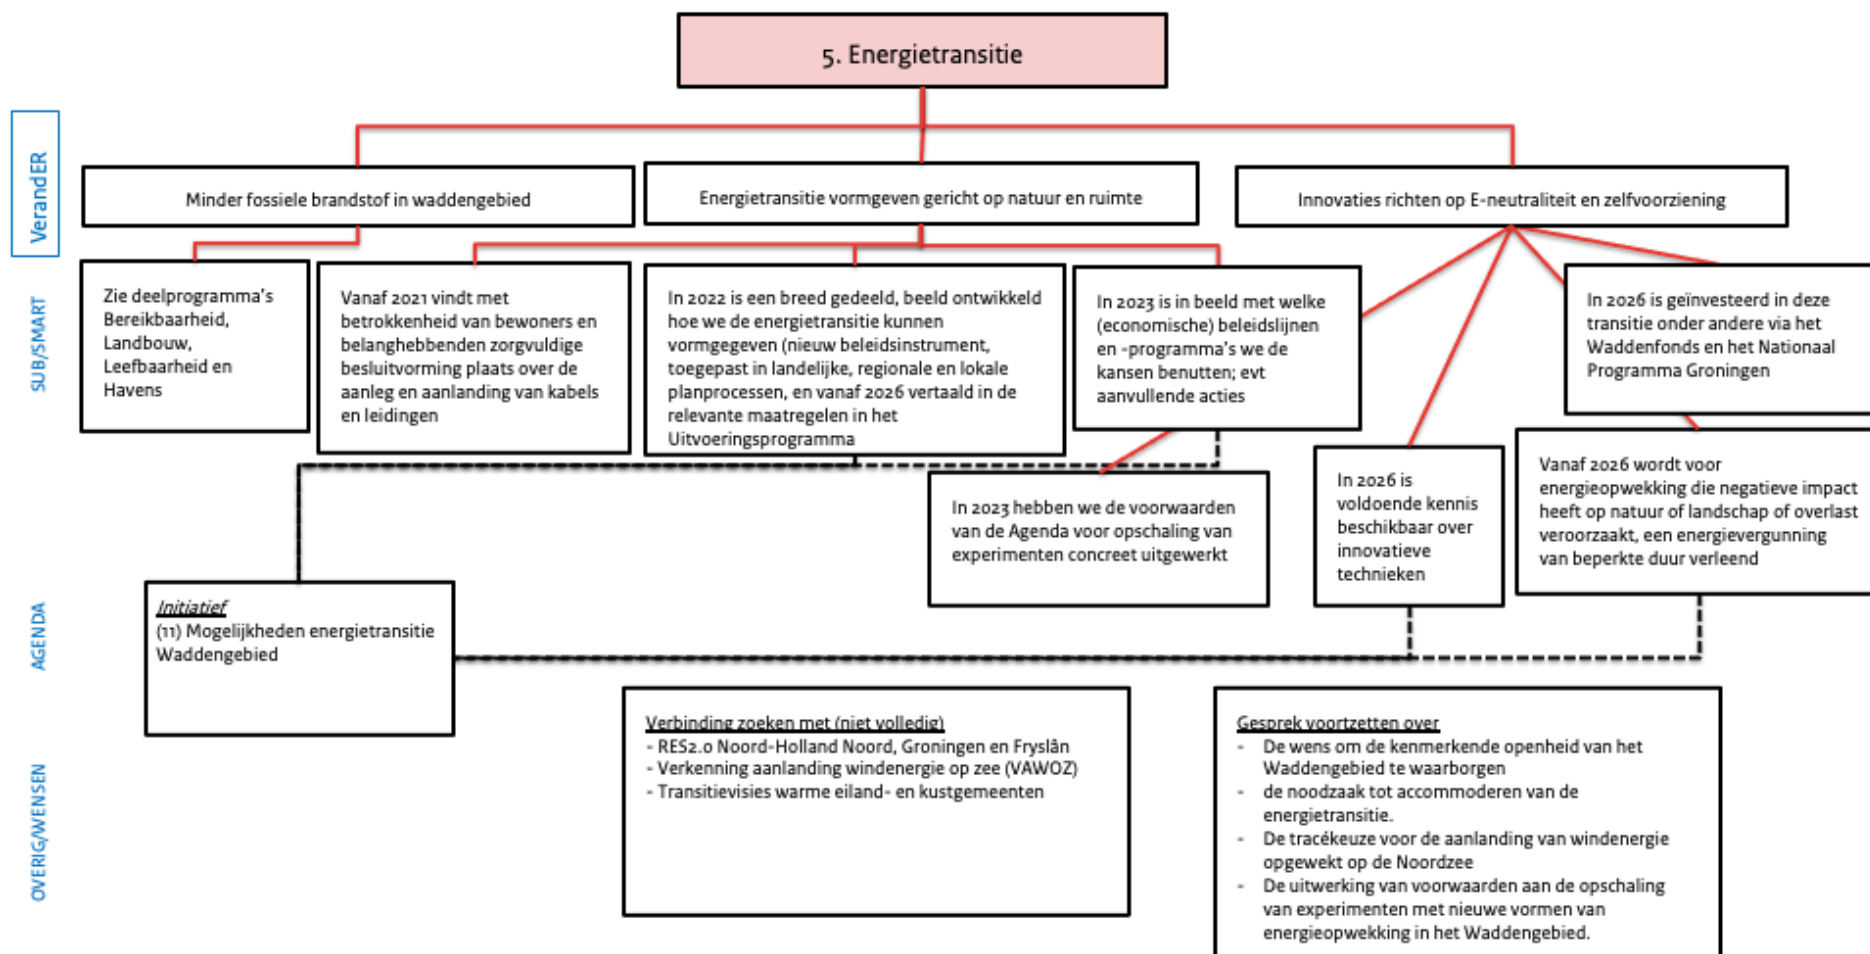 5. Energietransitie
VerandER
Minder fossiele brandstof in waddengebied
Energietransitie vormgeven gericht op natuur en ruimte
Innovaties richten op E-neutraliteit en zelfvoorziening
SUB/SMART
Zie deelprogramma's
Bereikbaarheid,
Landbouw,
Leefbaarheid en
Havens
Vanaf 2021 vindt met
betrokkenheid van bewoners en
belanghebbenden zorgvuldige
besluitvorming plaats over de
aanleg en aanlanding van kabels
en leidingen
In 2022 is een breed gedeeld, beeld ontwikkeld
hoe we de energietransitie kunnen
vormgegeven (nieuw beleidsinstrument,
toegepast in landelijke, regionale en lokale
planprocessen, en vanaf 2026 vertaald in de
relevante maatregelen in het
Uitvoeringsprogramma
In 2023 is in beeld met welke
(economische) beleidslijnen
en -programma's we de
kansen benutten; evt
aanvullende acties
In 2026 is geïnvesteerd in deze
transitie onder andere via het
Waddenfonds en het Nationaal
Programma Groningen
In 2023 hebben we de voorwaarden
van de Agenda voor opschaling van
experimenten concreet uitgewerkt
In 2026 is
voldoende kennis
beschikbaar over
innovatieve
technieken
Vanaf 2026 wordt voor
energieopwekking die negatieve impact
heeft op natuur of landschap of overlast
veroorzaakt, een energievergunning
van beperkte duur verleend
AGENDA
Initiatief
(11) Mogelijkheden energietransitie
Waddengebied
OVERIG/WENSEN
Verbinding zoeken met (niet volledig)
- RES2.0 Noord-Holland Noord, Groningen en Fryslân
- Verkenning aanlanding windenergie op zee (VAWOZ)
- Transitievisies warme eiland- en kustgemeenten
Gesprek voortzetten over
- De wens om de kenmerkende openheid van het
Waddengebied te waarborgen
- de noodzaak tot accommoderen van de
energietransitie.
- De tracékeuze voor de aanlanding van windenergie
opgewekt op de Noordzee
- De uitwerking van voorwaarden aan de opschaling
van experimenten met nieuwe vormen van
energieopwekking in het Waddengebied.